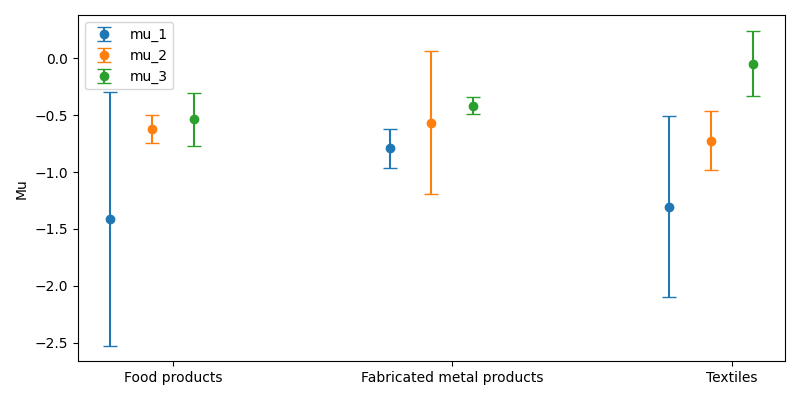 mu_1
mu_2
mu_3
Mu
0.0
−0.5
−1.0
−1.5
−2.0
−2.5
Food products
Fabricated metal products
Textiles